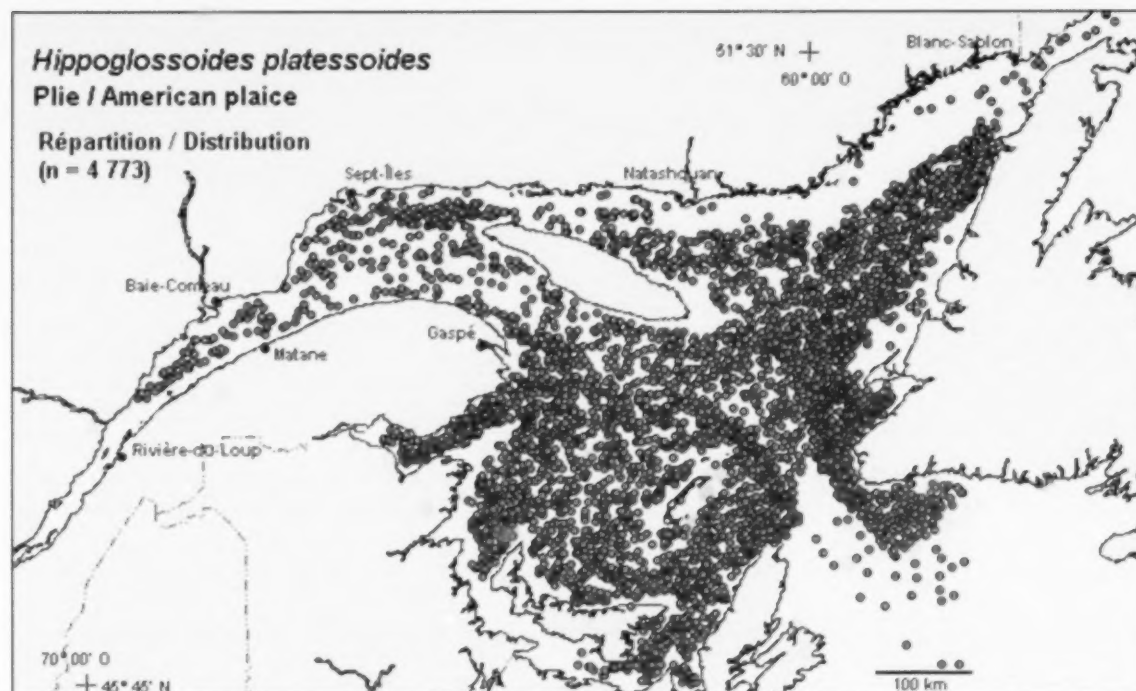 Hippoglossoides platessoides
Plie / American plaice
Répartition / Distribution
(n = 4 773)
51° 30' N
60° 00' O
Blanc-Sablon
Sept-Îles
Natashquan
Baie-Comeau
Matane
Gaspé
Rivière-du-Loup
70° 00' O
45° 45' N
100 km